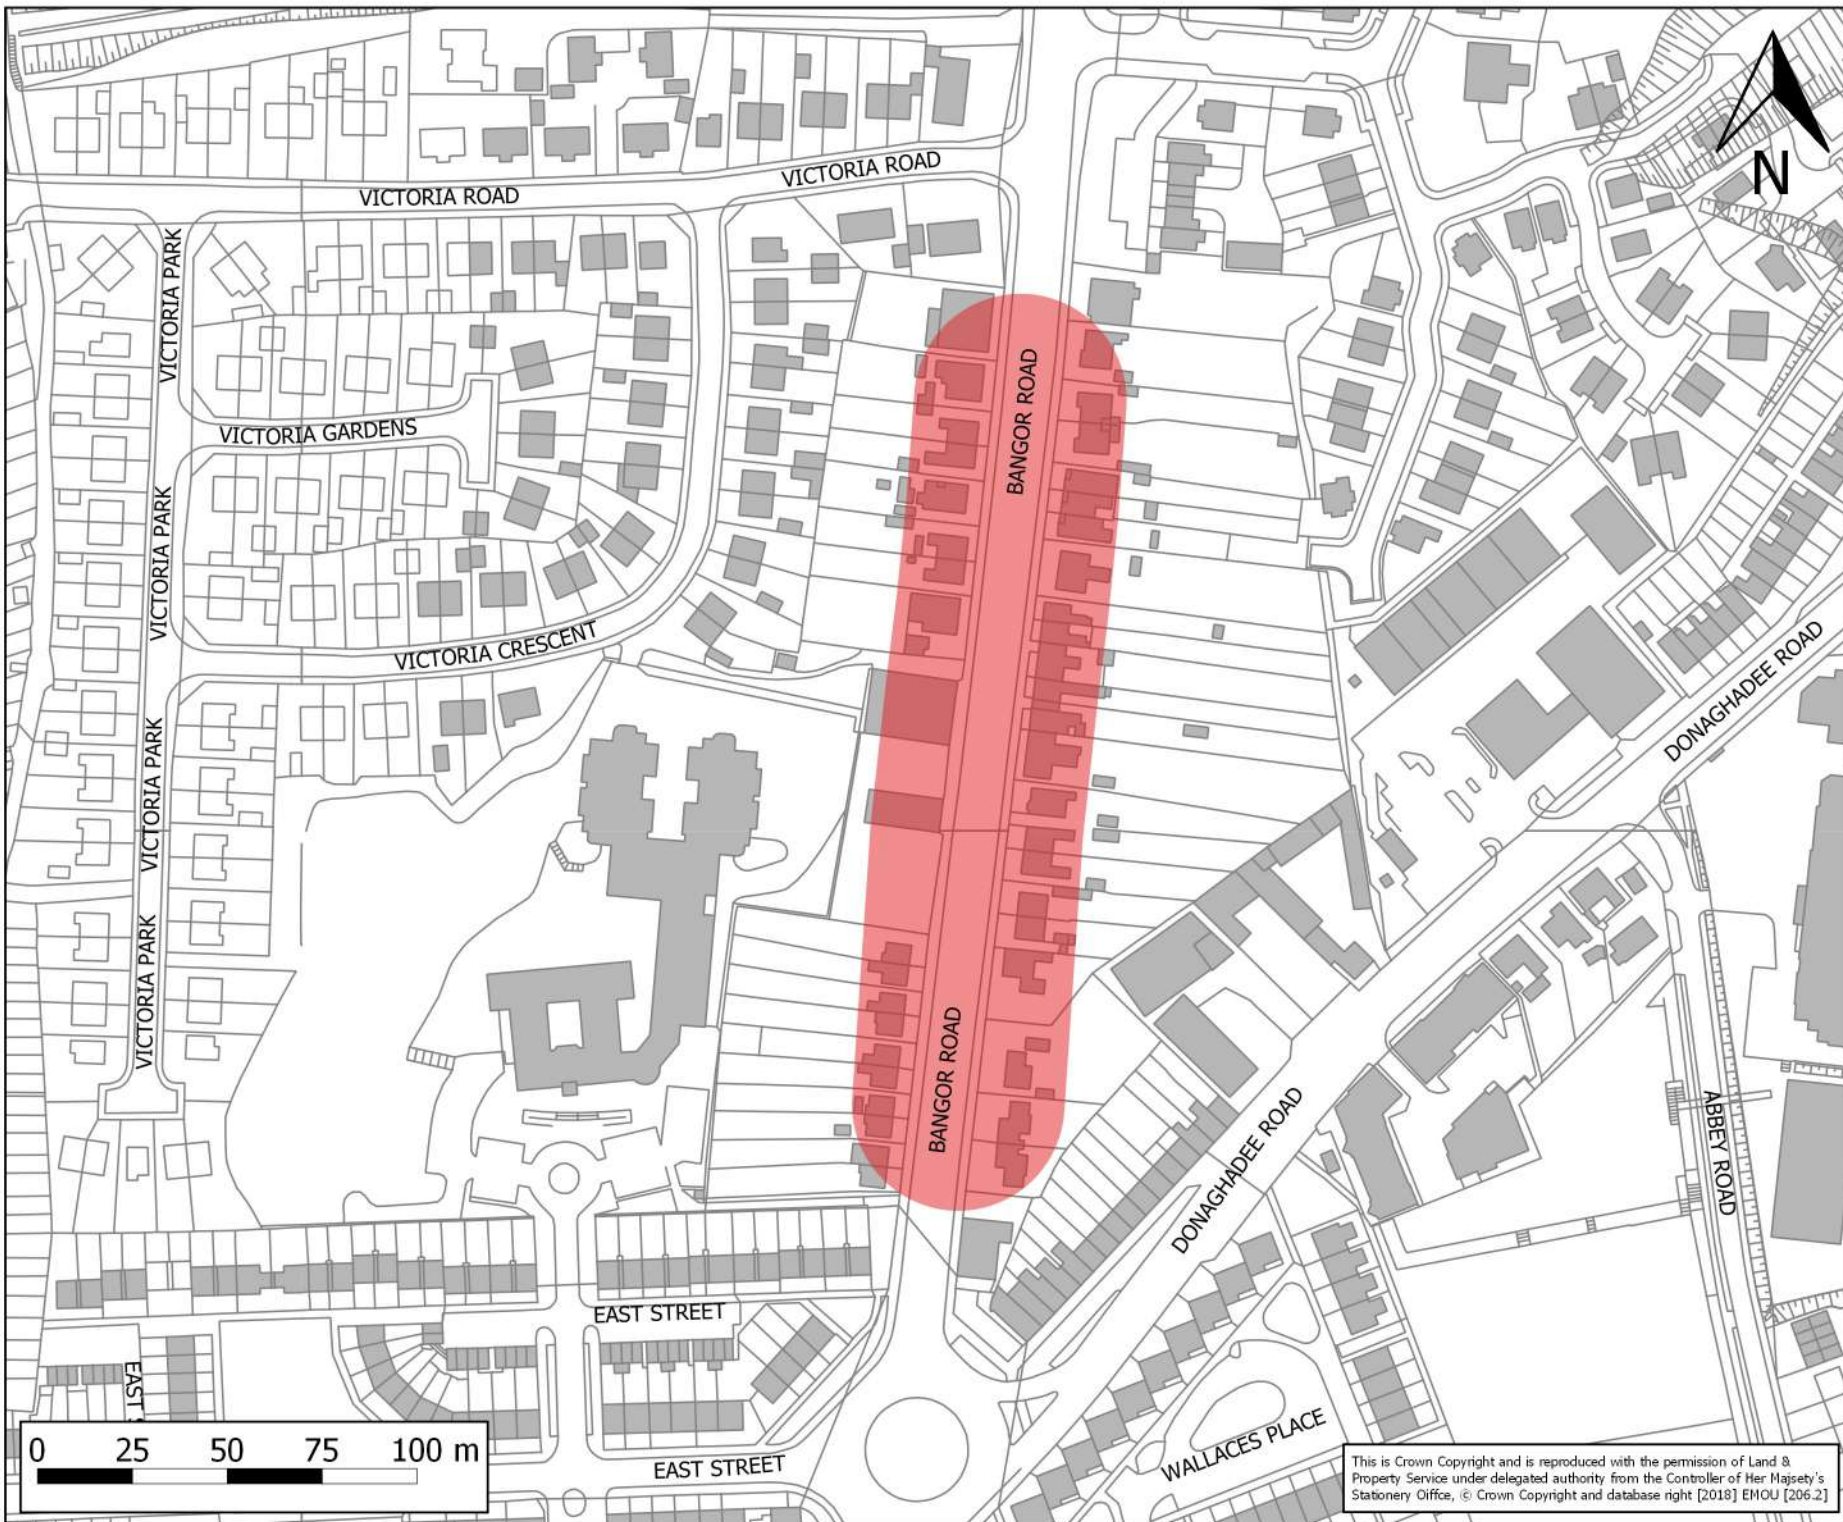 N
VICTORIA ROAD
VICTORIA ROAD
VICTORIA PARK
BANGOR ROAD
VICTORIA GARDENS
VICTORIA PARK
VICTORIA CRESCENT
DONAGHADEE ROAD
VICTORIA PARK
VICTORIA PARK
BANGOR ROAD
DONAGHADEE ROAD
ABBEY ROAD
EAST STREET
EAST S
EAST STREET
WALLACES PLACE
0 25 50 75 100 m
This is Crown Copyright and is reproduced with the permission of Land &
Property Service under delegated authority from the Controller of Her Majsety's
Stationery Oiffce, © Crown Copyright and database right [2018] EMOU [206.2]